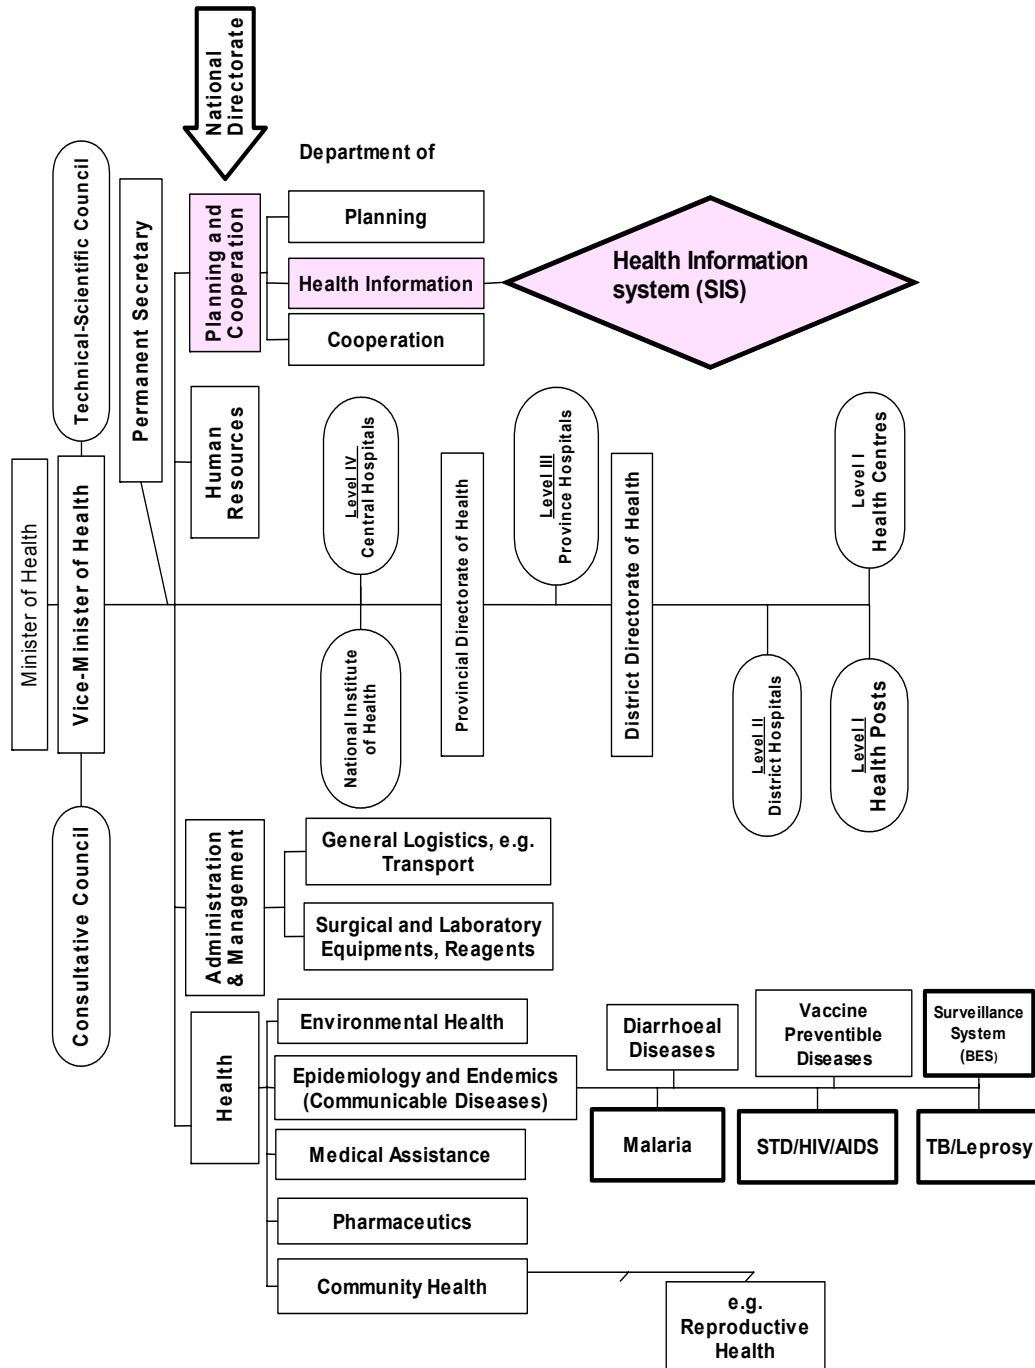 National
Directorate
Department of
Technical-Scientific Council
Permanent Secretary
Planning and
Cooperation
Planning
Health Information
Cooperation
Health Information
system (SIS)
Human
Resources
Minister of Health
Vice-Minister of Health
Level IV
Central Hospitals
Provincial Directorate of Health
Level III
Province Hospitals
District Directorate of Health
Level I
Health Centres
National Institute
of Health
Level II
District Hospitals
Level I
Health Posts
Consultative Council
Administration
& Management
General Logistics, e.g.
Transport
Surgical and Laboratory
Equipments, Reagents
Health
Environmental Health
Epidemiology and Endemics
(Communicable Diseases)
Medical Assistance
Pharmaceutics
Community Health
Diarrhoeal
Diseases
Vaccine
Preventible
Diseases
Surveillance
System
(BES)
Malaria
STD/HIV/AIDS
TB/Leprosy
e.g.
Reproductive
Health